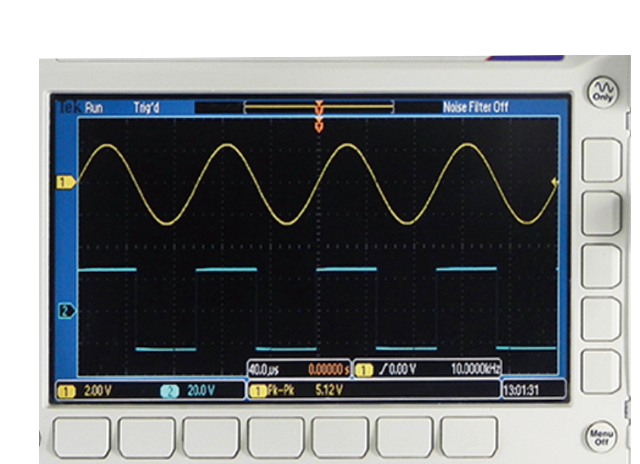 Only
Tek Run Trig'd Noise Filter Off
1
2
40.0µs 0.00000 s 1 / 0.00 V 10.0000kHz
1 2.00 V 2 20.0 V 1 Pk-Pk 5.12 V 13:01:31
Menu
Off